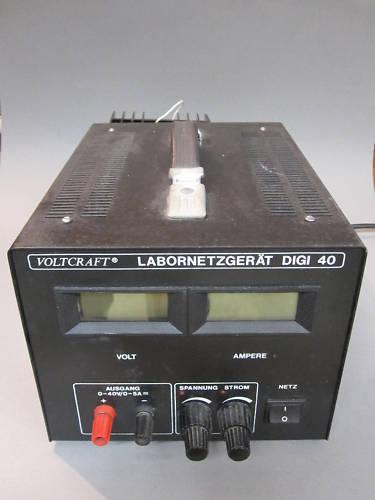 VOLTCRAFT® LABORNETZGERÄT DIGI 40
VOLT AMPERE
AUSGANG SPANNUNG STROM NETZ
0-40V/0-5A
+ -
I
O